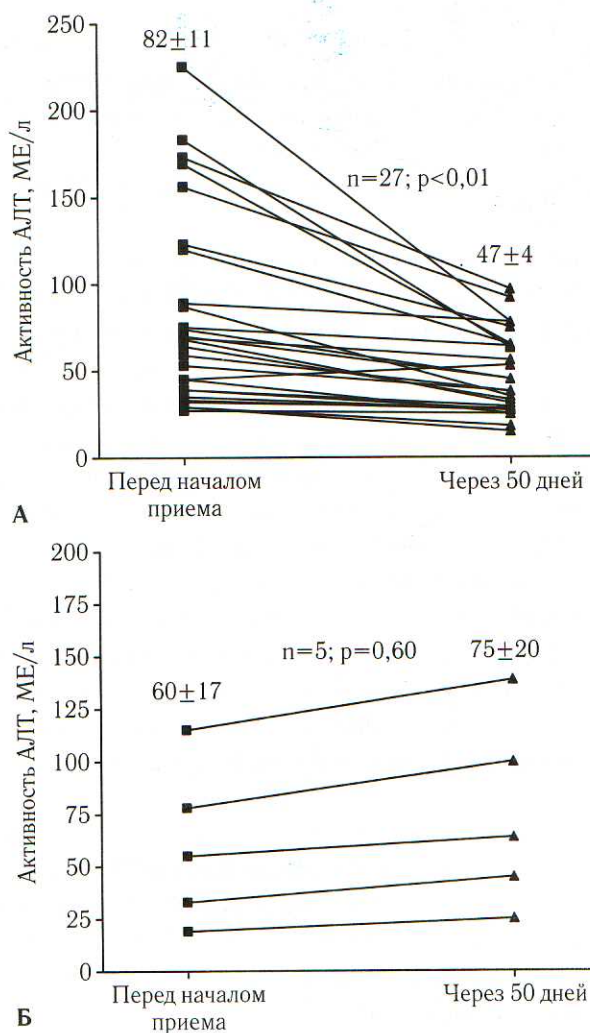 250
200
150
100
50
0
Активность АЛТ, МЕ/л
82±11
n=27; p<0,01
47±4
Перед началом
приема
Через 50 дней
А
200
175
150
125
100
75
50
25
0
Активность АЛТ, МЕ/л
60±17
n=5; p=0,60
75±20
Перед началом
приема
Через 50 дней
Б